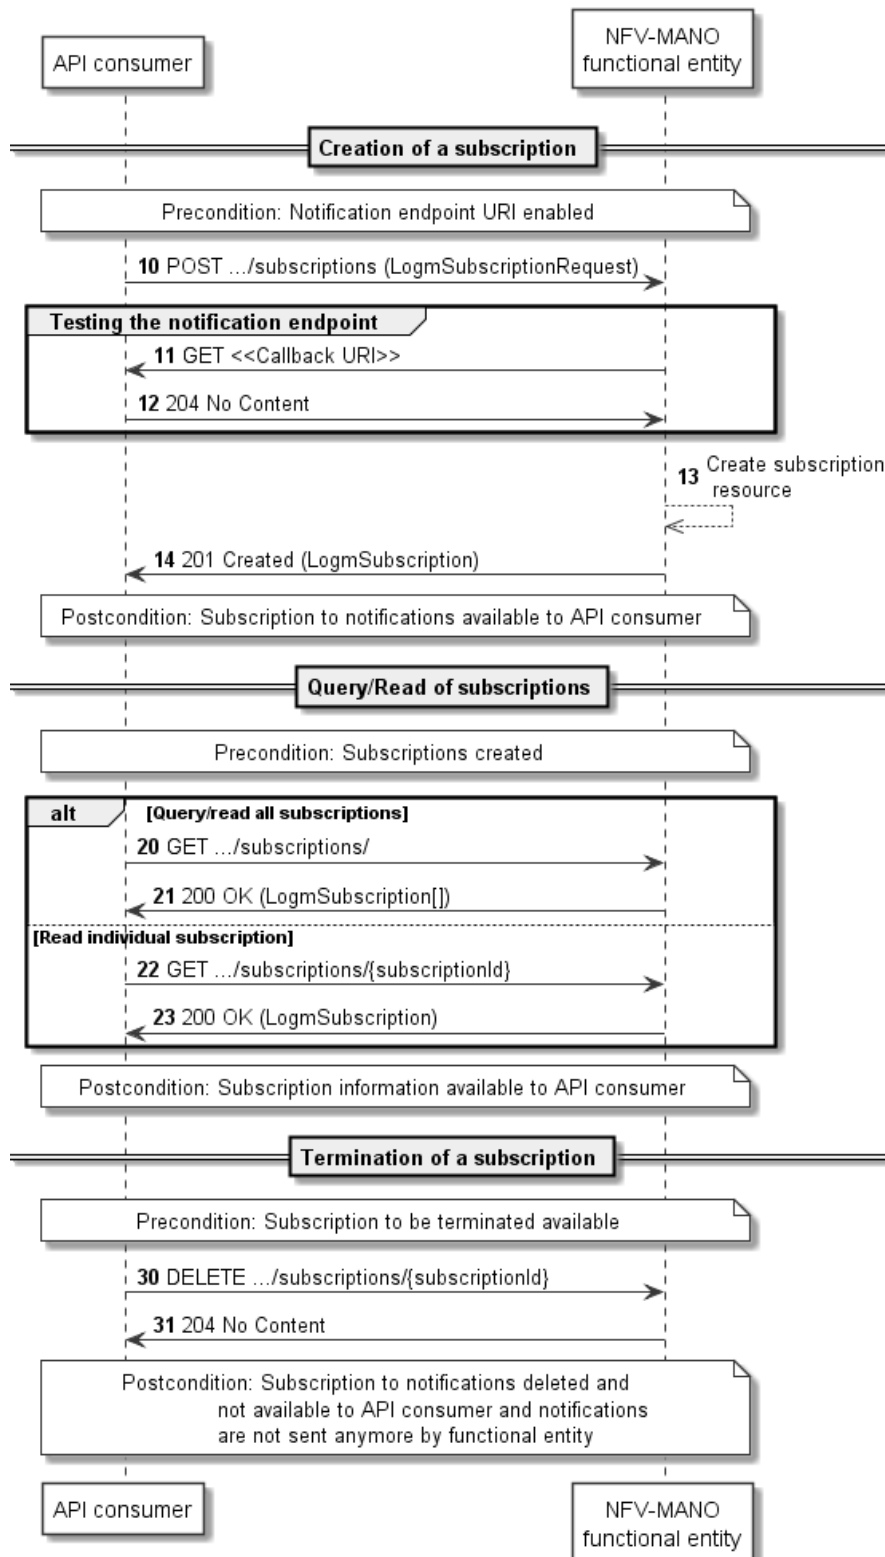 API consumer
NFV-MANO
functional entity
Creation of a subscription
Precondition: Notification endpoint URI enabled
10 POST .../subscriptions (LogmSubscriptionRequest)
Testing the notification endpoint
11 GET <<Callback URI>>
12 204 No Content
13 Create subscription
resource
14 201 Created (LogmSubscription)
Postcondition: Subscription to notifications available to API consumer
Query/Read of subscriptions
Precondition: Subscriptions created
alt [Query/read all subscriptions]
20 GET .../subscriptions/
21 200 OK (LogmSubscription[])
[Read individual subscription]
22 GET .../subscriptions/{subscriptionId}
23 200 OK (LogmSubscription)
Postcondition: Subscription information available to API consumer
Termination of a subscription
Precondition: Subscription to be terminated available
30 DELETE .../subscriptions/{subscriptionId}
31 204 No Content
Postcondition: Subscription to notifications deleted and
not available to API consumer and notifications
are not sent anymore by functional entity
API consumer
NFV-MANO
functional entity